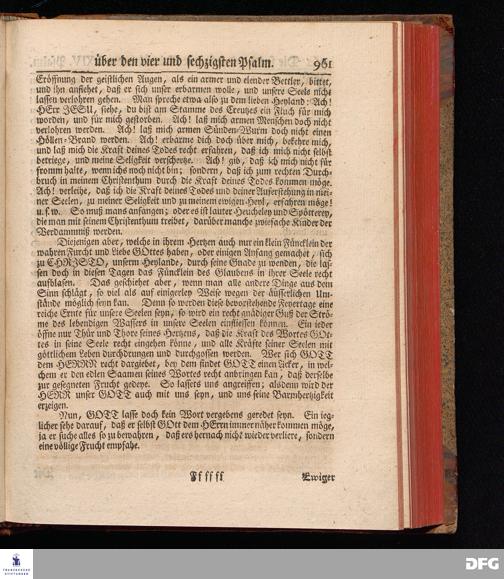 über den vier und sechzigsten Psalm. 961
Eröffnung der geistlichen Augen, als ein armer und elender Bettler, bittet,
und ihn anflehet, daß er sich unser erbarmen wolle, und unsere Seele nicht
lassen verlohren gehen. Man spreche etwa also zu dem lieben Heyland: Ach!
HErr JESU, siehe, du bist am Stamme des Creutzes ein Fluch für mich
worden, und für mich gestorben. Ach! laß mich armen Menschen doch nicht
verlohren werden. Ach! laß mich armen Sünden-Wurm doch nicht einen
Höllen-Brand werden. Ach! erbarme dich doch über mich, bekehre mich,
und laß mich die Kraft deines Todes recht erfahren, daß ich mich nicht selbst
betriege, und meine Seligkeit verschertze. Ach! gib, daß ich mich nicht für
fromm halte, wenn ichs noch nicht bin; sondern, daß ich zum rechten Durch-
bruch in meinem Christenthum durch die Kraft deines Todes kommen möge.
Ach! verleihe, daß ich die Kraft deines Todes und deiner Auferstehung in mei-
ner Seelen, zu meiner Seligkeit und zu meinem ewigen Heyl, erfahren möge!
u. f. w. So muß mans anfangen; oder es ist lauter Heucheley und Spötterey,
die man mit seinem Christenthum treibet, darüber manche zwiefache Kinder der
Verdammniß werden.
Diejenigen aber, welche in ihrem Hertzen auch nur ein klein Füncklein der
wahren Furcht und Liebe GOttes haben, oder einigen Anfang gemachet, sich
zu CHRISTO, unserm Heylande, durch seine Gnade zu wenden, die las-
sen doch in diesen Tagen das Füncklein des Glaubens in ihrer Seele recht
aufblasen. Das geschiehet aber, wenn man alle andere Dinge aus dem
Sinn schlägt, so viel als auf einigerley Weise wegen der äusserlichen Um-
stände möglich seyn kan. Denn so werden diese bevorstehende Feyertage eine
reiche Ernte für unsere Seelen seyn, so wird ein recht gnädiger Guß der Strö-
me des lebendigen Wassers in unsere Seelen einfliessen können. Ein ieder
öffne nur Thür und Thore seines Hertzens, daß die Kraft des Wortes GOt-
tes in seine Seele recht eingehen könne, und alle Kräfte seiner Seelen mit
göttlichem Leben durchdrungen und durchgossen werden. Wer sich GOTT
dem HERRN recht dargiebet, bey dem findet GOTT einen Acker, in wel-
chem er den edlen Saamen seines Wortes recht anbringen kan, daß derselbe
zur gesegneten Frucht gedeye. So lassets uns angreiffen; alsdenn wird der
HERR unser GOTT auch mit uns seyn, und uns seine Barmherzigkeit
erzeigen.
Nun, GOTT lasse doch kein Wort vergebens geredet seyn. Ein ieg-
licher sehe darauf, daß er selbst GOtt dem HErrn immer näher kommen möge,
ja er suche alles so zu bewahren, daß ers hernach nicht wieder verliere, sondern
eine völlige Frucht empfahe.
Ff ff ff Ewiger
FRANCKESCHE
STIFTUNGEN
DFG